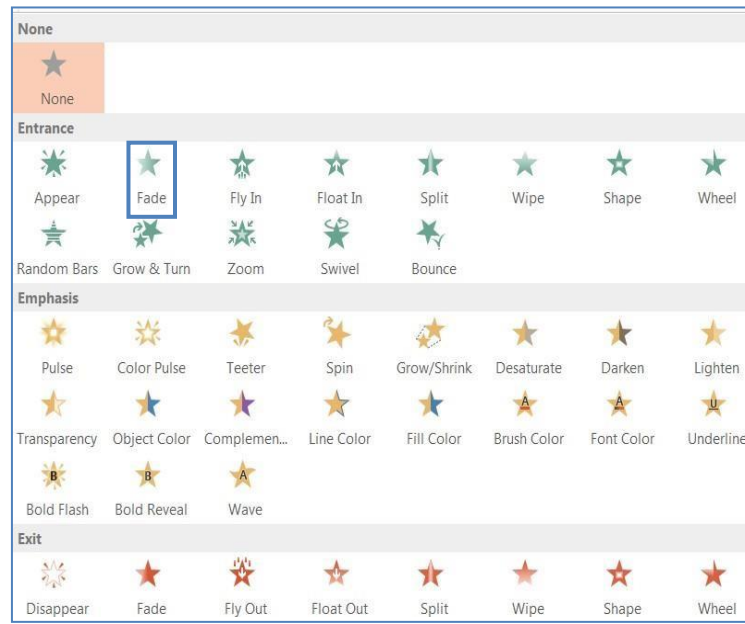 None
None
Entrance
Appear Fade Fly In Float In Split Wipe Shape Wheel
Random Bars Grow & Turn Zoom Swivel Bounce
Emphasis
Pulse Color Pulse Teeter Spin Grow/Shrink Desaturate Darken Lighten
Transparency Object Color Complemen... Line Color Fill Color Brush Color Font Color Underline
B B A
Bold Flash Bold Reveal Wave
Exit
Disappear Fade Fly Out Float Out Split Wipe Shape Wheel